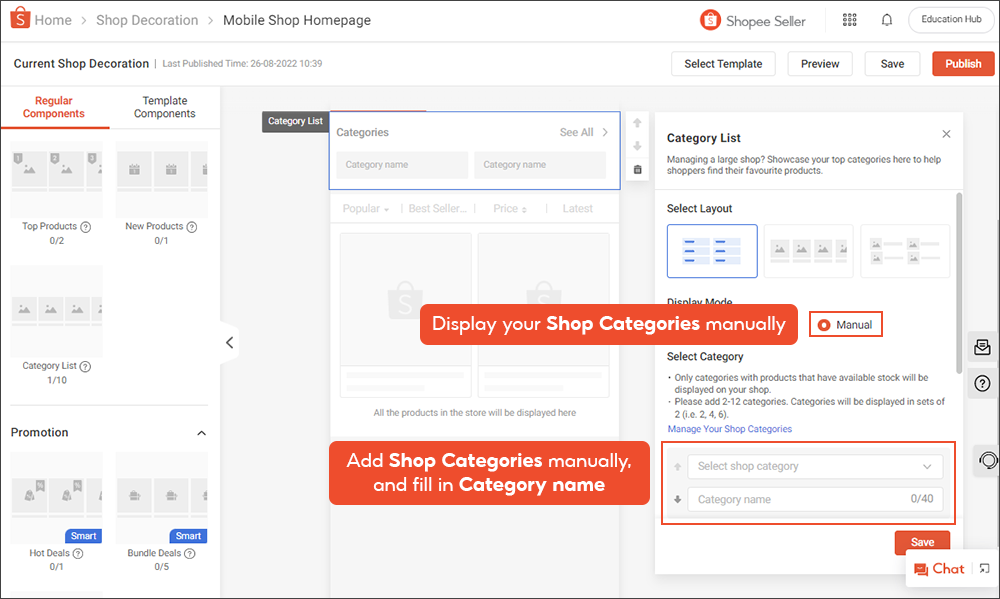 Home > Shop Decoration > Mobile Shop Homepage
Shopee Seller
Education Hub
Current Shop Decoration | Last Published Time: 26-08-2022 10:39
Select Template
Preview
Save
Publish
Regular
Components
Template
Components
1 2 3
Top Products ?
0/2
New Products ?
0/1
Category List ?
1/10
Promotion
Smart
Hot Deals ?
0/1
Smart
Bundle Deals ?
0/5
Category List
Categories
See All >
Category name
Category name
Popular | Best Seller... | Price | Latest
All the products in the store will be displayed here
Display your Shop Categories manually
Add Shop Categories manually,
and fill in Category name
Category List
Managing a large shop? Showcase your top categories here to help
shoppers find their favourite products.
Select Layout
Display Mode
Manual
Select Category
• Only categories with products that have available stock will be
displayed on your shop.
• Please add 2-12 categories. Categories will be displayed in sets of
2 (i.e. 2, 4, 6).
Manage Your Shop Categories
Select shop category
Category name 0/40
Save
Chat